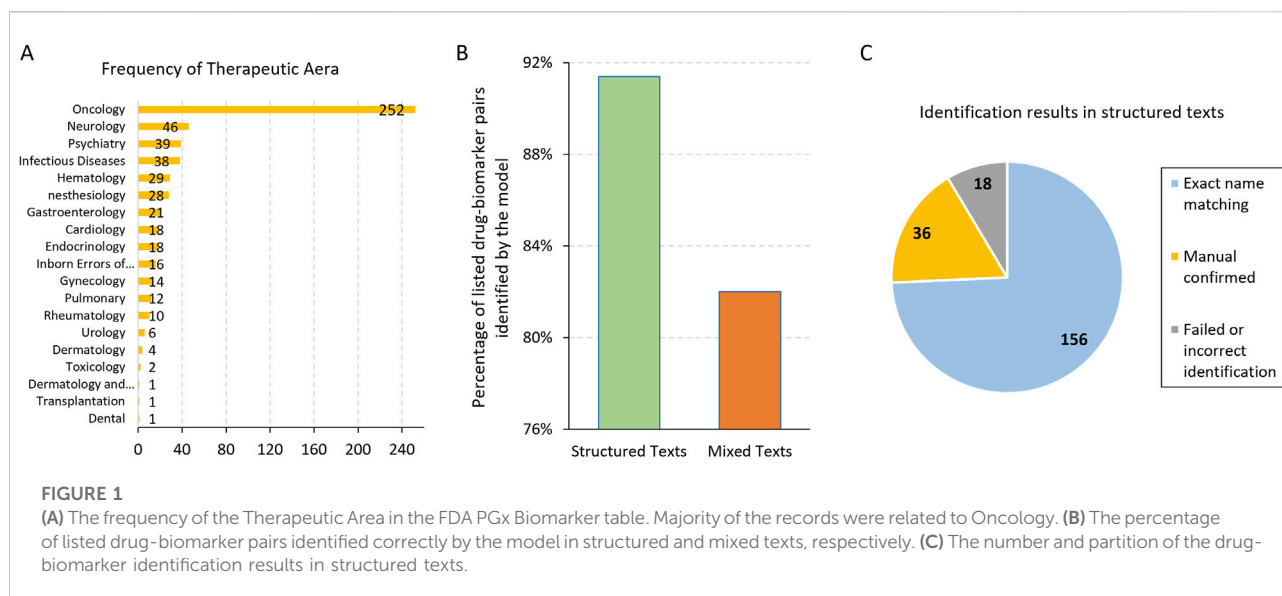 A
Frequency of Therapeutic Aera
Oncology 252
Neurology 46
Psychiatry 39
Infectious Diseases 38
Hematology 29
nesthesiology 28
Gastroenterology 21
Cardiology 18
Endocrinology 18
Inborn Errors of... 16
Gynecology 14
Pulmonary 12
Rheumatology 10
Urology 6
Dermatology 4
Toxicology 2
Dermatology and... 1
Transplantation 1
Dental 1
0 40 80 120 160 200 240
B
Percentage of listed drug-biomarker pairs
identified by the model
92%
88%
84%
80%
76%
Structured Texts Mixed Texts
C
Identification results in structured texts
18
36
156
Exact name
matching
Manual
confirmed
Failed or
incorrect
identification
FIGURE 1
(A) The frequency of the Therapeutic Area in the FDA PGx Biomarker table. Majority of the records were related to Oncology. (B) The percentage
of listed drug-biomarker pairs identified correctly by the model in structured and mixed texts, respectively. (C) The number and partition of the drug-
biomarker identification results in structured texts.